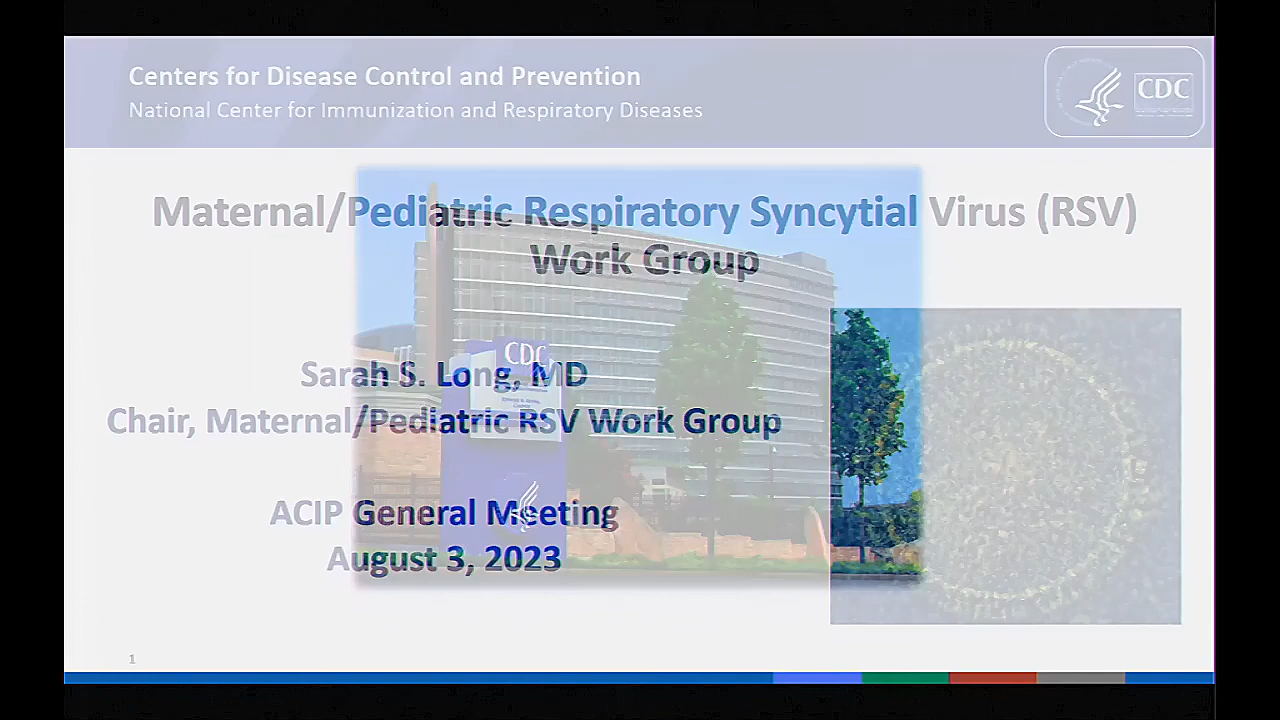 Centers for Disease Control and Prevention
National Center for Immunization and Respiratory Diseases
CDC
Maternal/Pediatric Respiratory Syncytial Virus (RSV)
Work Group
CDC
Sarah S. Long, MD
Chair, Maternal/Pediatric RSV Work Group
ACIP General Meeting
August 3, 2023
1